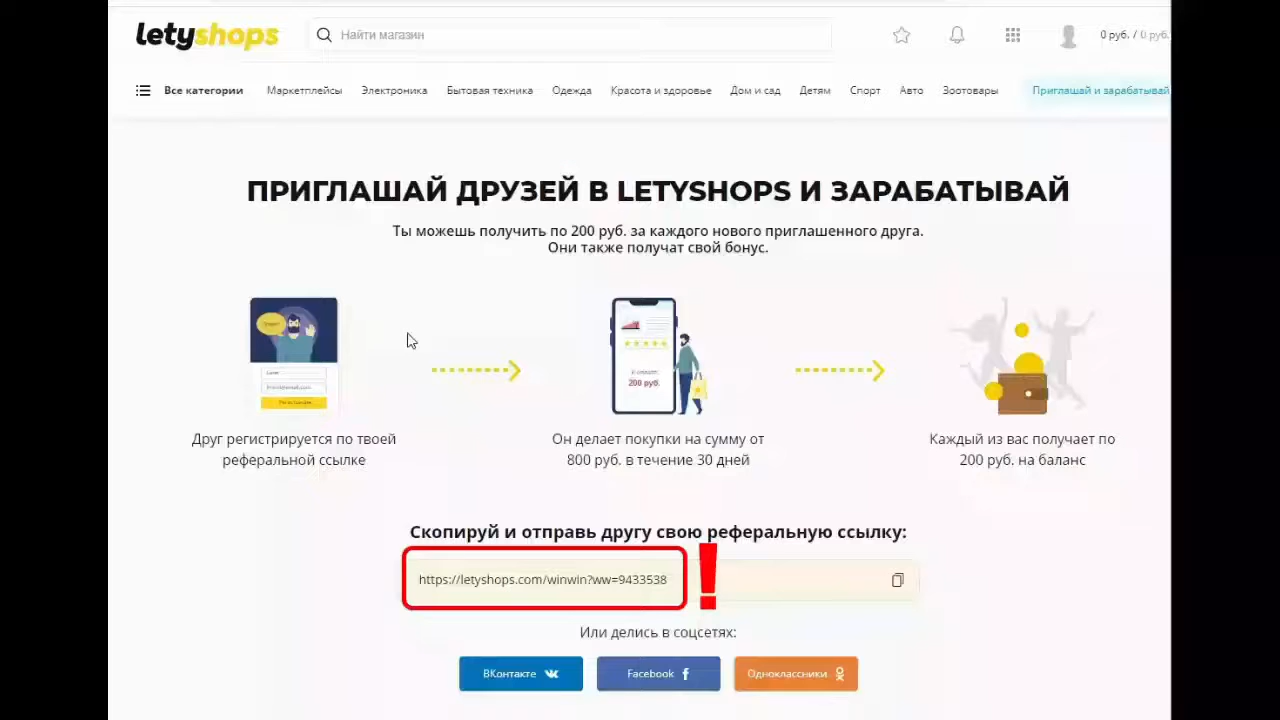 letyshops
Найти магазин
0 руб. / 0 руб.
Все категории
Маркетплейсы
Электроника
Бытовая техника
Одежда
Красота и здоровье
Дом и сад
Детям
Спорт
Авто
Зоотовары
Приглашай и зарабатывай
ПРИГЛАШАЙ ДРУЗЕЙ В LETYSHOPS И ЗАРАБАТЫВАЙ
Ты можешь получить по 200 руб. за каждого нового приглашенного друга.
Они также получат свой бонус.
200 руб.
Друг регистрируется по твоей
реферальной ссылке
Он делает покупки на сумму от
800 руб. в течение 30 дней
Каждый из вас получает по
200 руб. на баланс
Скопируй и отправь другу свою реферальную ссылку:
https://letyshops.com/winwin?ww=9433538
!
Или делись в соцсетях:
ВКонтакте
Facebook
Одноклассники